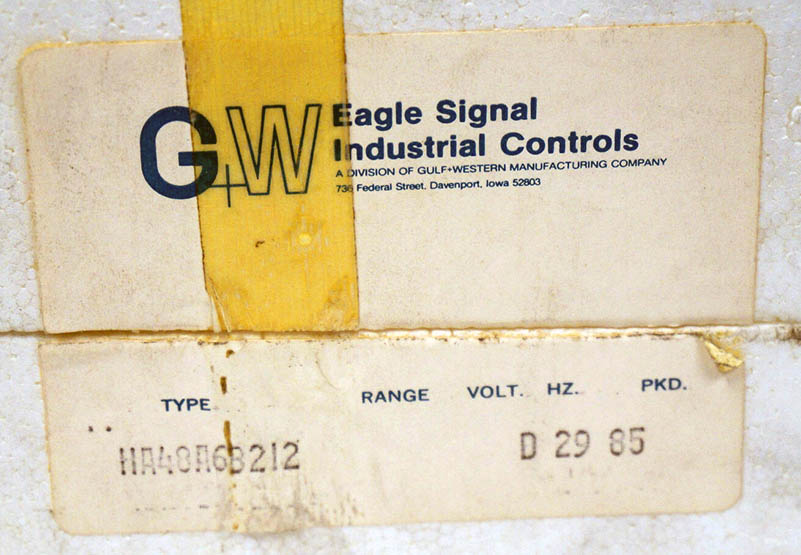 G+W
Eagle Signal
Industrial Controls
A DIVISION OF GULF+WESTERN MANUFACTURING COMPANY
736 Federal Street, Davenport, Iowa 52803
TYPE RANGE VOLT. HZ. PKD.
HA48A6B212 D 29 85